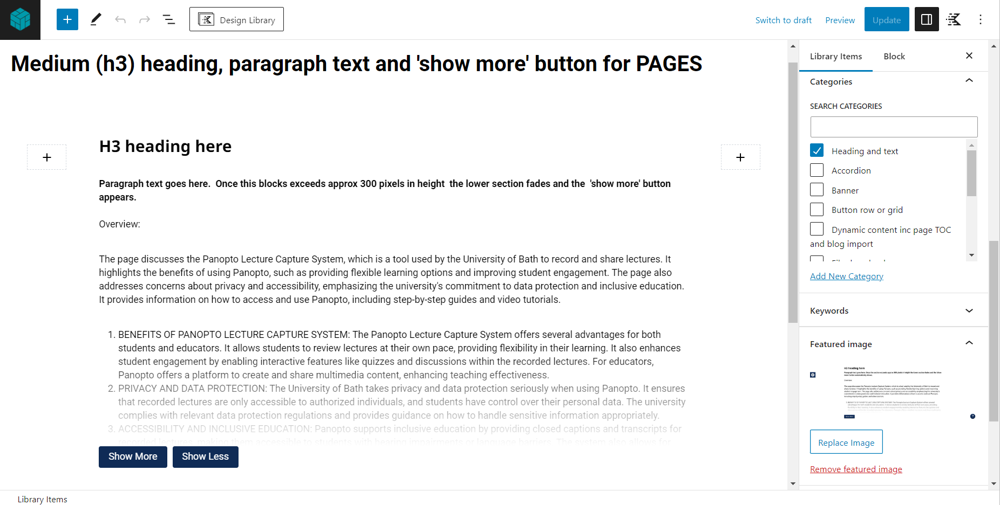 Design Library
Switch to draft
Preview
Update
Medium (h3) heading, paragraph text and 'show more' button for PAGES
H3 heading here
Paragraph text goes here.  Once this blocks exceeds approx 300 pixels in height  the lower section fades and the  'show more' button
appears.
Overview:
The page discusses the Panopto Lecture Capture System, which is a tool used by the University of Bath to record and share lectures. It
highlights the benefits of using Panopto, such as providing flexible learning options and improving student engagement. The page also
addresses concerns about privacy and accessibility, emphasizing the university's commitment to data protection and inclusive education.
It provides information on how to access and use Panopto, including step-by-step guides and video tutorials.
1. BENEFITS OF PANOPTO LECTURE CAPTURE SYSTEM: The Panopto Lecture Capture System offers several advantages for both
students and educators. It allows students to review lectures at their own pace, providing flexibility in their learning. It also enhances
student engagement by enabling interactive features like quizzes and discussions within the recorded lectures. For educators,
Panopto offers a platform to create and share multimedia content, enhancing teaching effectiveness.
2. PRIVACY AND DATA PROTECTION: The University of Bath takes privacy and data protection seriously when using Panopto. It ensures
that recorded lectures are only accessible to authorized individuals, and students have control over their personal data. The university
complies with relevant data protection regulations and provides guidance on how to handle sensitive information appropriately.
3. ACCESSIBILITY AND INCLUSIVE EDUCATION: Panopto supports inclusive education by providing closed captions and transcripts for
recorded lectures, making them accessible to students with hearing impairments or language barriers. The system also allows for
Show More
Show Less
Library Items
Library Items
Block
Categories
SEARCH CATEGORIES
Heading and text
Accordion
Banner
Button row or grid
Dynamic content inc page TOC
and blog import
Add New Category
Keywords
Featured image
H3 heading here
Replace Image
Remove featured image